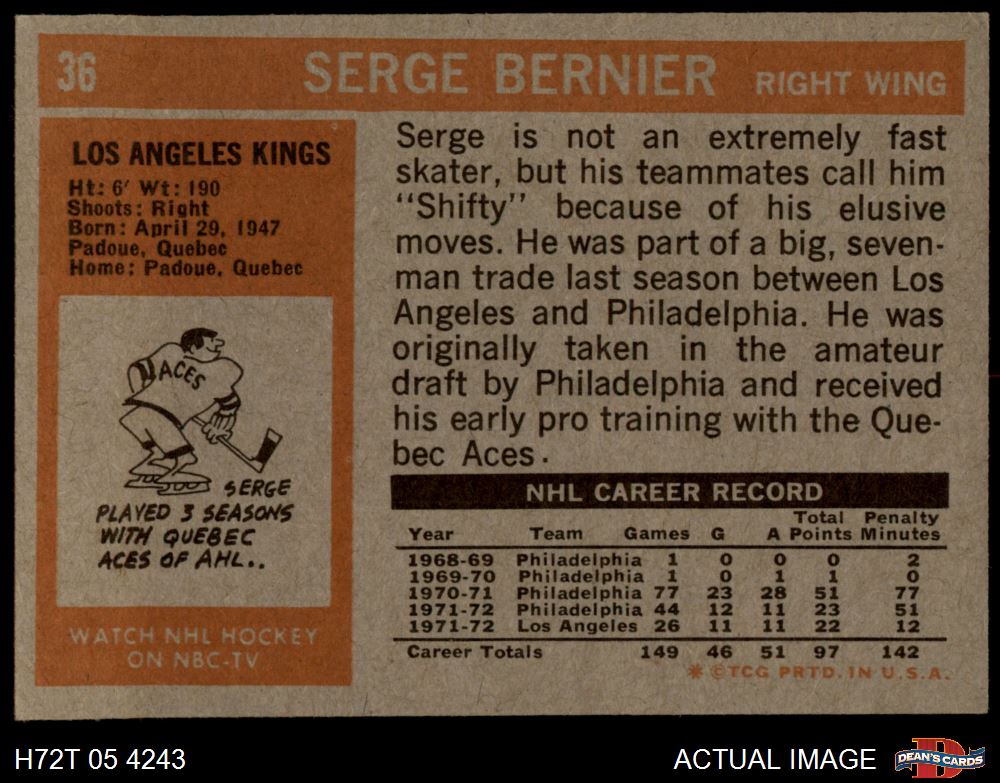 36 SERGE BERNIER RIGHT WING
LOS ANGELES KINGS
Ht: 6' Wt: 190
Shoots: Right
Born: April 29, 1947
Padoue, Quebec
Home: Padoue, Quebec
ACES
SERGE
PLAYED 3 SEASONS
WITH QUEBEC
ACES OF AHL..
WATCH NHL HOCKEY
ON NBC-TV
Serge is not an extremely fast
skater, but his teammates call him
"Shifty" because of his elusive
moves. He was part of a big, seven-
man trade last season between Los
Angeles and Philadelphia. He was
originally taken in the amateur
draft by Philadelphia and received
his early pro training with the Que-
bec Aces.
NHL CAREER RECORD
Total Penalty
Year Team Games G A Points Minutes
1968-69 Philadelphia 1 0 0 0 2
1969-70 Philadelphia 1 0 1 1 0
1970-71 Philadelphia 77 23 28 51 77
1971-72 Philadelphia 44 12 11 23 51
1971-72 Los Angeles 26 11 11 22 12
Career Totals 149 46 51 97 142
* ©TCG PRTD. IN U.S.A.
H72T 05 4243 ACTUAL IMAGE
D
DEAN'S CARDS